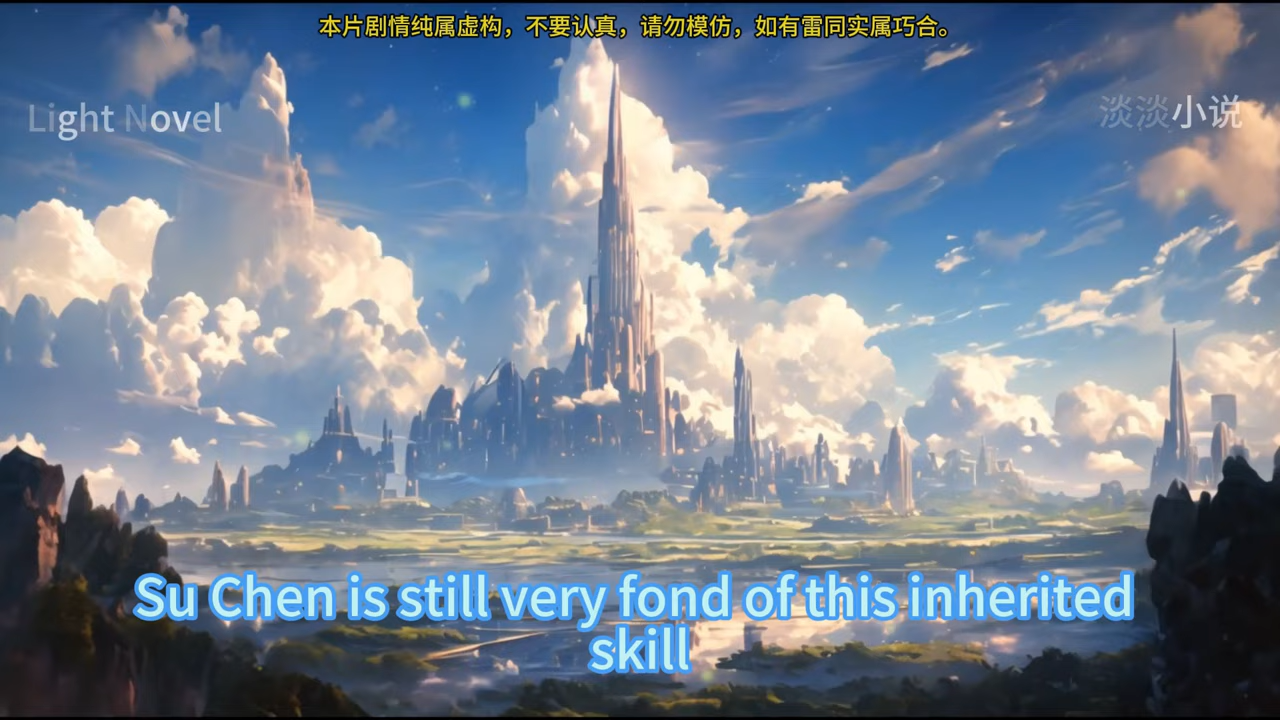 本片剧情纯属虚构，不要认真，请勿模仿，如有雷同实属巧合。
Light Novel
淡淡小说
Su Chen is still very fond of this inherited
skill